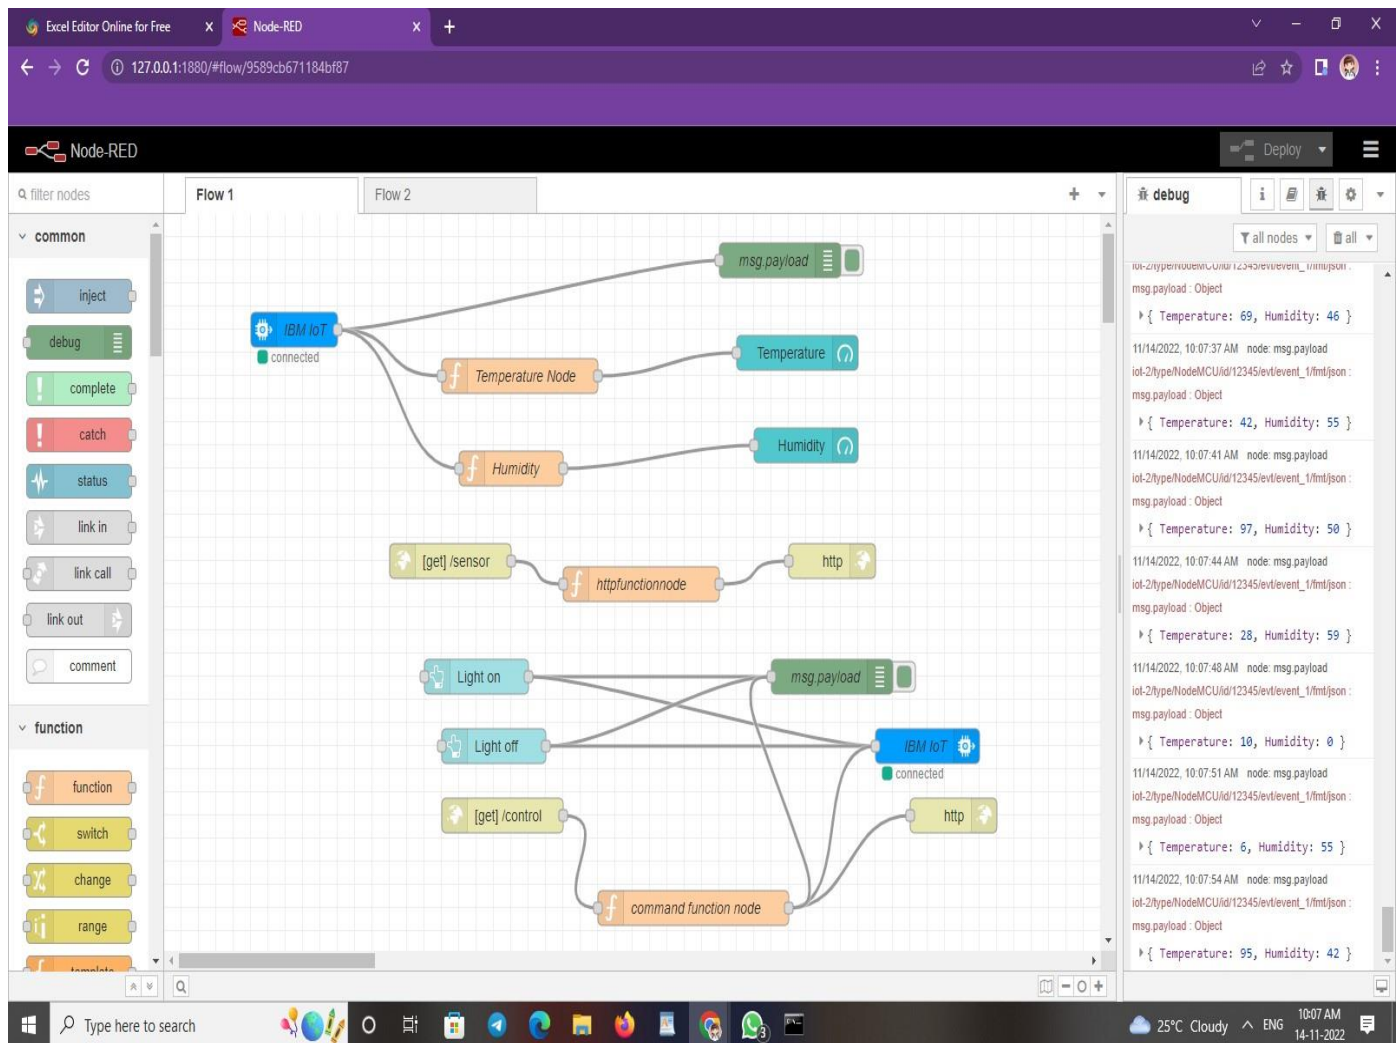 Excel Editor Online for Free
Node-RED
127.0.0.1:1880/#flow/9589cb671184bf87
Node-RED
Deploy
filter nodes
Flow 1
Flow 2
debug
i
all nodes
all
common
inject
debug
complete
catch
status
link in
link call
link out
comment
function
function
switch
change
range
template
msg.payload
IBM IoT
connected
Temperature Node
Temperature
Humidity
Humidity
[get] /sensor
httpfunctionnode
http
Light on
msg.payload
Light off
IBM IoT
connected
[get] /control
http
command function node
iot-2/type/NodeMCU/id/12345/evt/event_1/fmt/json :
msg.payload : Object
{ Temperature: 69, Humidity: 46 }
11/14/2022, 10:07:37 AM node: msg.payload
iot-2/type/NodeMCU/id/12345/evt/event_1/fmt/json :
msg.payload : Object
{ Temperature: 42, Humidity: 55 }
11/14/2022, 10:07:41 AM node: msg.payload
iot-2/type/NodeMCU/id/12345/evt/event_1/fmt/json :
msg.payload : Object
{ Temperature: 97, Humidity: 50 }
11/14/2022, 10:07:44 AM node: msg.payload
iot-2/type/NodeMCU/id/12345/evt/event_1/fmt/json :
msg.payload : Object
{ Temperature: 28, Humidity: 59 }
11/14/2022, 10:07:48 AM node: msg.payload
iot-2/type/NodeMCU/id/12345/evt/event_1/fmt/json :
msg.payload : Object
{ Temperature: 10, Humidity: 0 }
11/14/2022, 10:07:51 AM node: msg.payload
iot-2/type/NodeMCU/id/12345/evt/event_1/fmt/json :
msg.payload : Object
{ Temperature: 6, Humidity: 55 }
11/14/2022, 10:07:54 AM node: msg.payload
iot-2/type/NodeMCU/id/12345/evt/event_1/fmt/json :
msg.payload : Object
{ Temperature: 95, Humidity: 42 }
Type here to search
3
25°C Cloudy
ENG
10:07 AM
14-11-2022